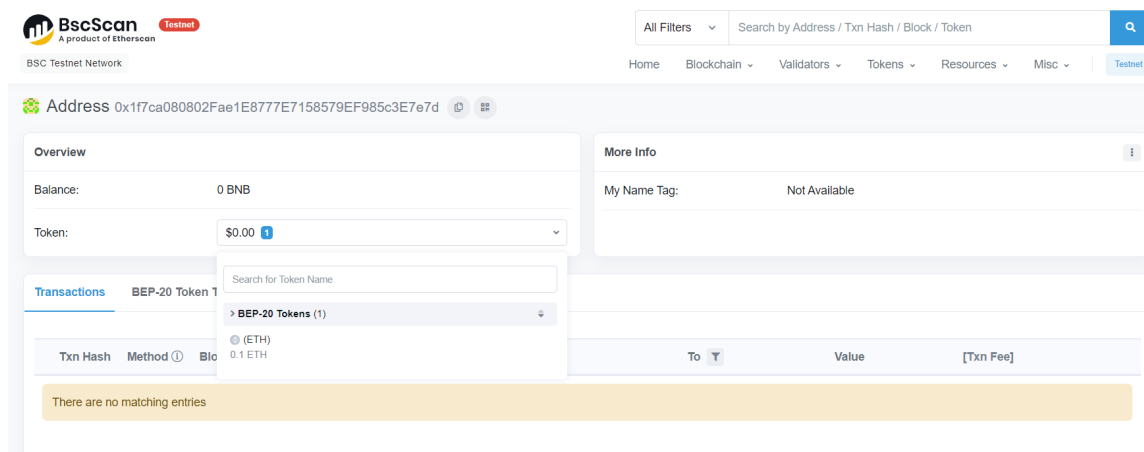 BscScan Testnet
A product of Etherscan
All Filters Search by Address / Txn Hash / Block / Token
BSC Testnet Network
Home Blockchain Validators Tokens Resources Misc Testnet
Address 0x1f7ca080802Fae1E8777E7158579EF985c3E7e7d
Overview
Balance: 0 BNB
Token: $0.00 1
Search for Token Name
BEP-20 Tokens (1)
(ETH)
0.1 ETH
More Info
My Name Tag: Not Available
Transactions BEP-20 Token T
Txn Hash Method Blo To Value [Txn Fee]
There are no matching entries